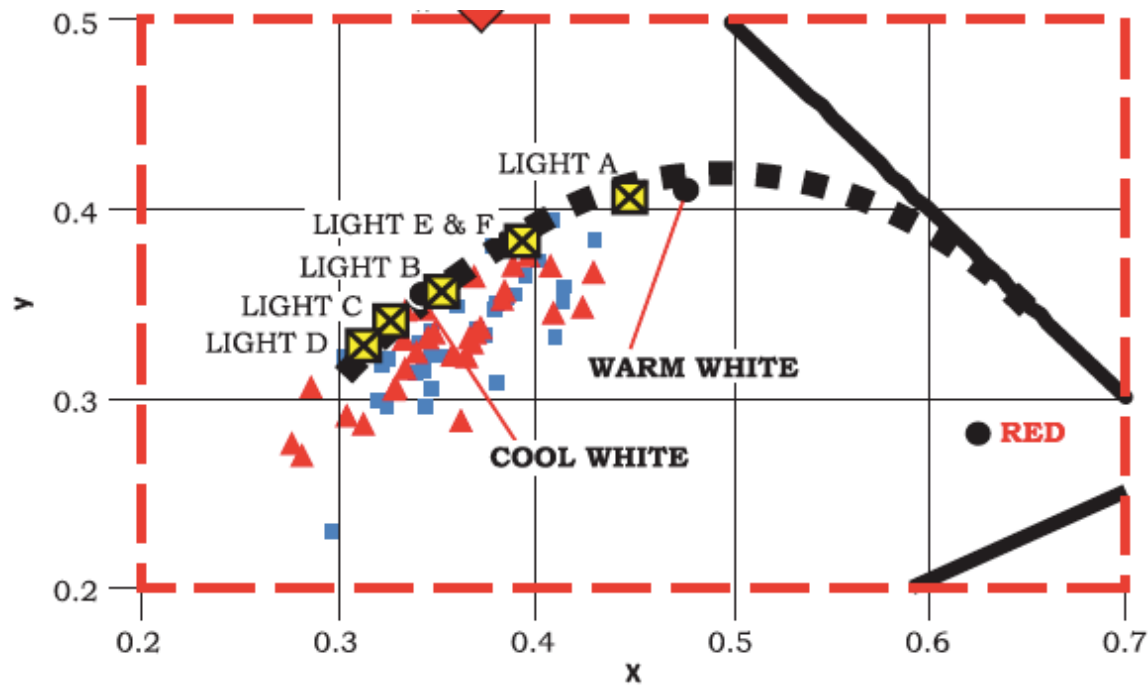 0.5
LIGHT A
0.4
LIGHT E & F
LIGHT B
LIGHT C
LIGHT D
y
WARM WHITE
0.3
RED
COOL WHITE
0.2
0.2 0.3 0.4 0.5 0.6 0.7
X